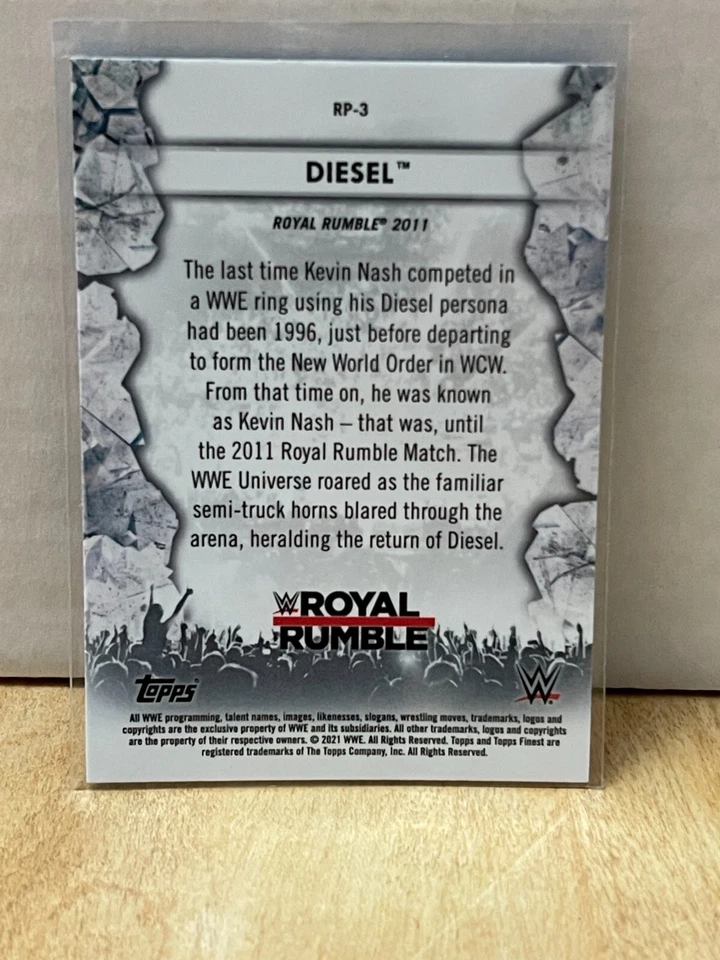 RP-3
DIESEL™
ROYAL RUMBLE® 2011
The last time Kevin Nash competed in
a WWE ring using his Diesel persona
had been 1996, just before departing
to form the New World Order in WCW.
From that time on, he was known
as Kevin Nash – that was, until
the 2011 Royal Rumble Match. The
WWE Universe roared as the familiar
semi-truck horns blared through the
arena, heralding the return of Diesel.
W ROYAL
RUMBLE
topps®
W
All WWE programming, talent names, images, likenesses, slogans, wrestling moves, trademarks, logos and
copyrights are the exclusive property of WWE and its subsidiaries. All other trademarks, logos and copyrights
are the property of their respective owners. © 2021 WWE. All Rights Reserved. Topps and Topps Finest are
registered trademarks of The Topps Company, Inc. All Rights Reserved.